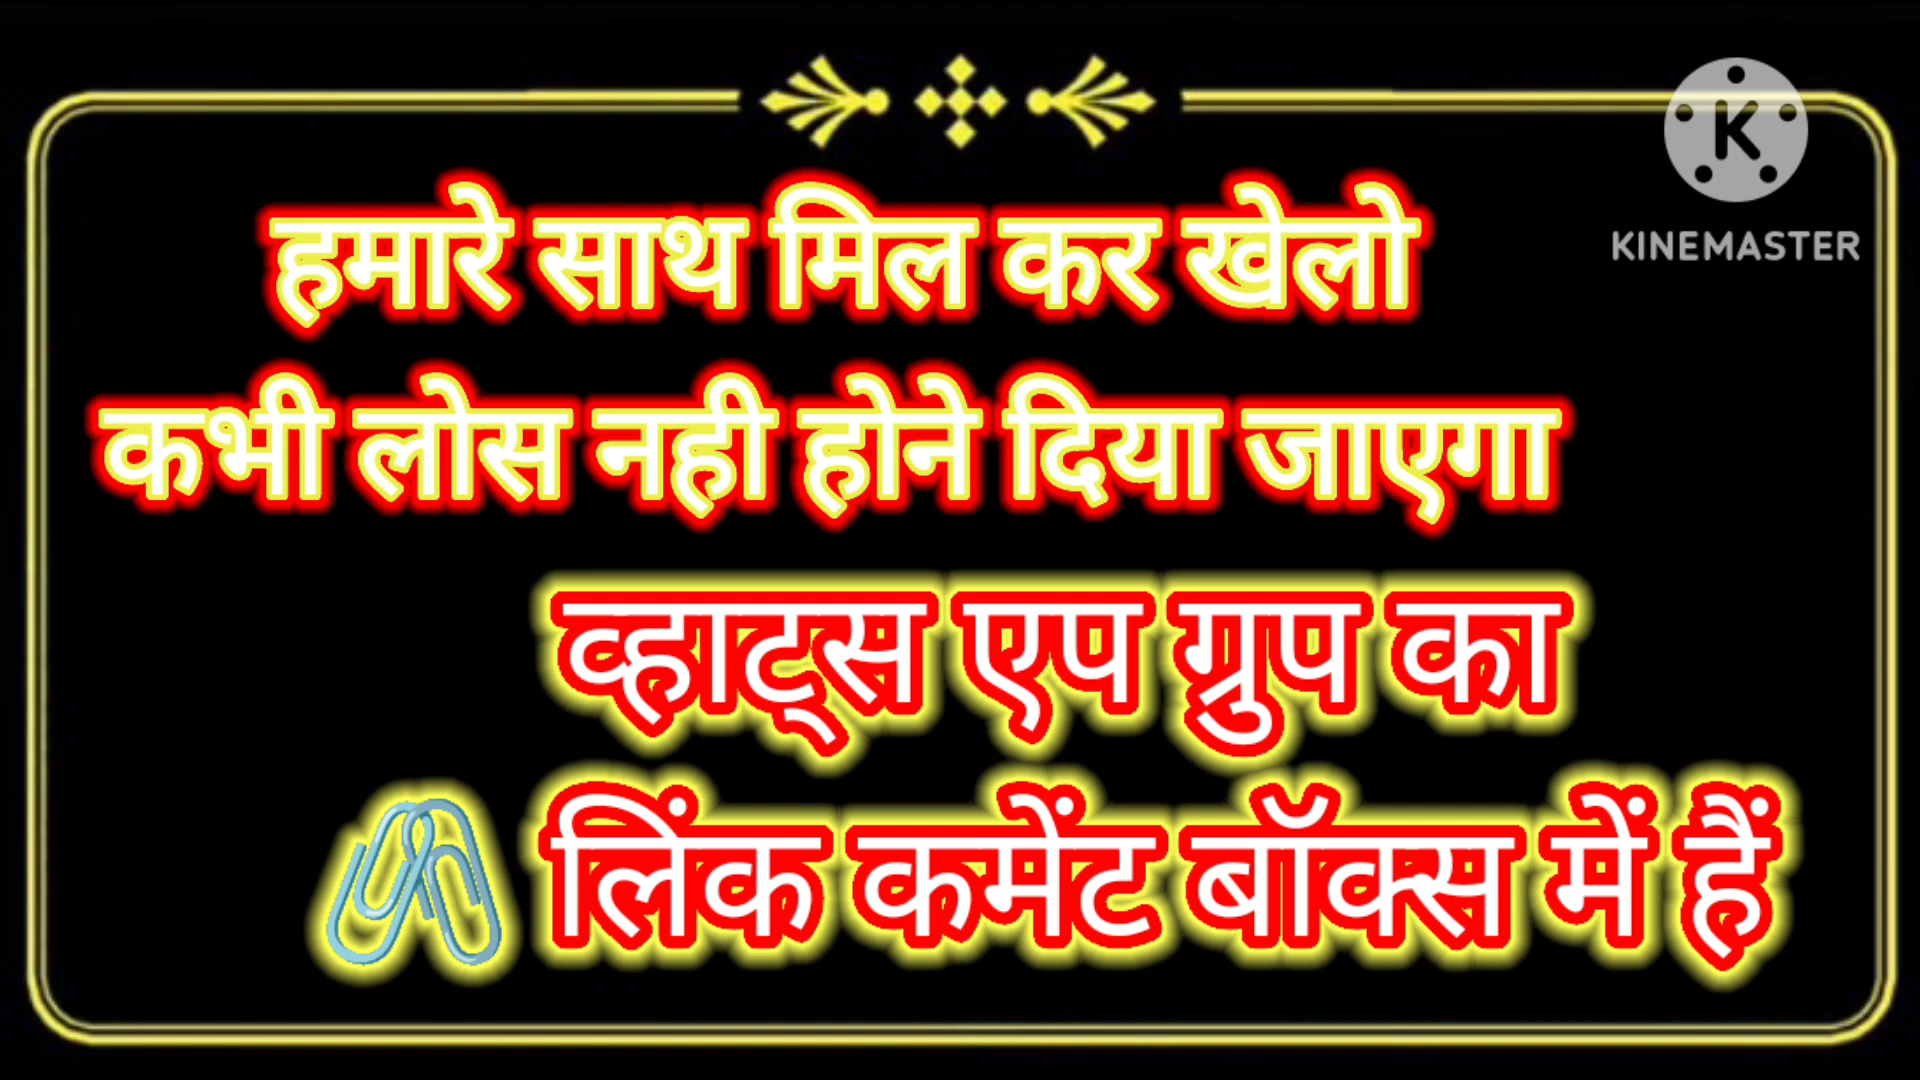 हमारे साथ मिल कर खेलो
कभी लोस नही होने दिया जाएगा
व्हाट्स एप ग्रुप का
लिंक कमेंट बॉक्स में हैं
K
KINEMASTER